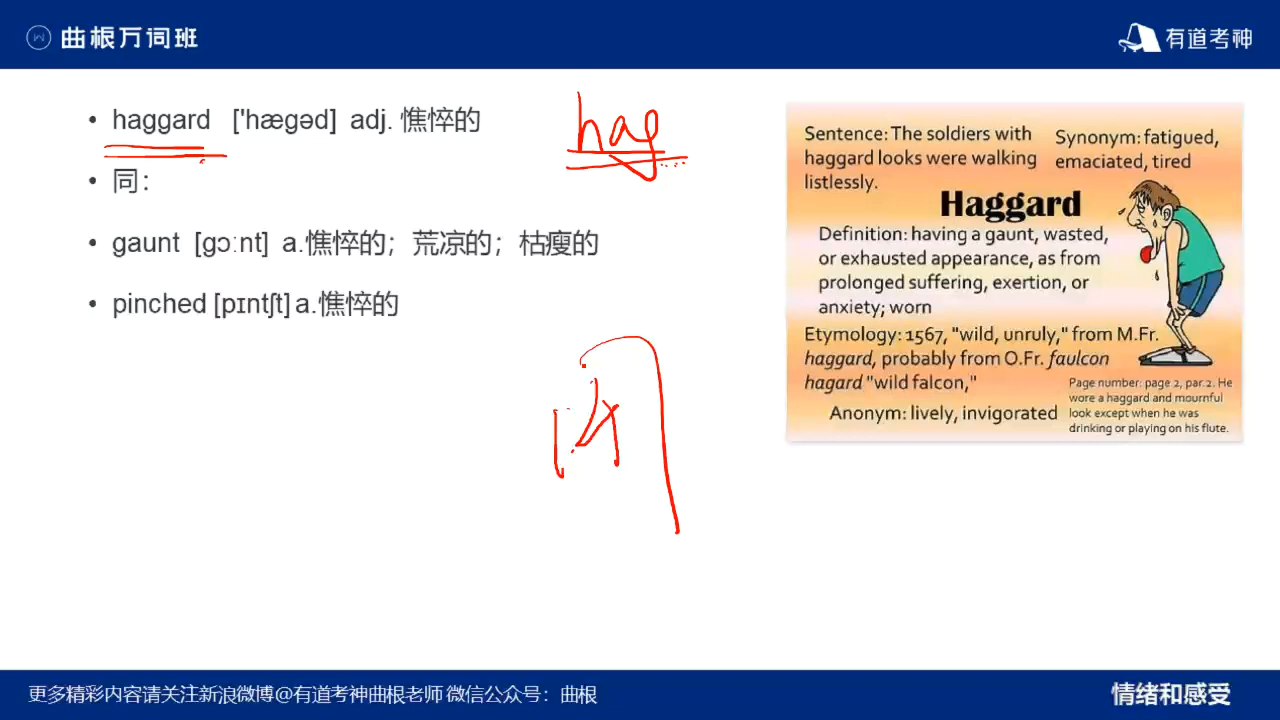 曲根万词班
有道考神
• haggard ['hægəd] adj. 憔悴的
hag
• 同：
• gaunt [gɔːnt] a.憔悴的；荒凉的；枯瘦的
• pinched [pɪntʃt] a.憔悴的
Sentence: The soldiers with
haggard looks were walking
listlessly.
Synonym: fatigued,
emaciated, tired
Haggard
Definition: having a gaunt, wasted,
or exhausted appearance, as from
prolonged suffering, exertion, or
anxiety; worn
Etymology: 1567, "wild, unruly," from M.Fr.
haggard, probably from O.Fr. faulcon
hagard "wild falcon,"
Anonym: lively, invigorated
Page number: page 2, par.2. He
wore a haggard and mournful
look except when he was
drinking or playing on his flute.
更多精彩内容请关注新浪微博@有道考神曲根老师 微信公众号：曲根
情绪和感受